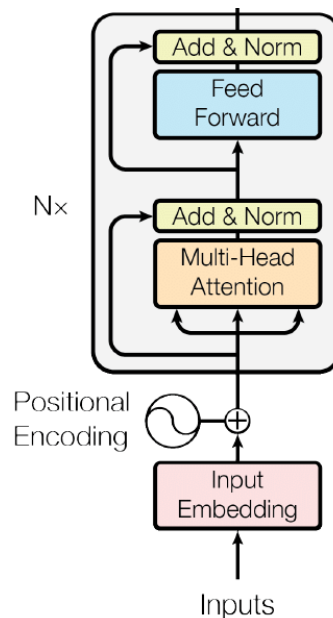 Add & Norm
Feed
Forward
N×
Add & Norm
Multi-Head
Attention
Positional
Encoding
Input
Embedding
Inputs